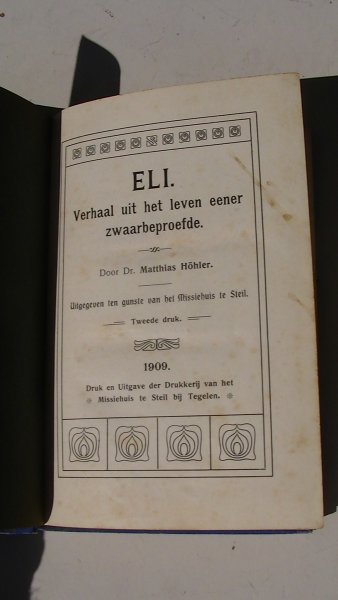 ELI.
Verhaal uit het leven eener
zwaarbeproefde.
Door Dr. Matthias Höhler.
Uitgegeven ten gunste van het Missiehuis te Steil.
Tweede druk.
1909.
Druk en Uitgave der Drukkerij van het
Missiehuis te Steil bij Tegelen.